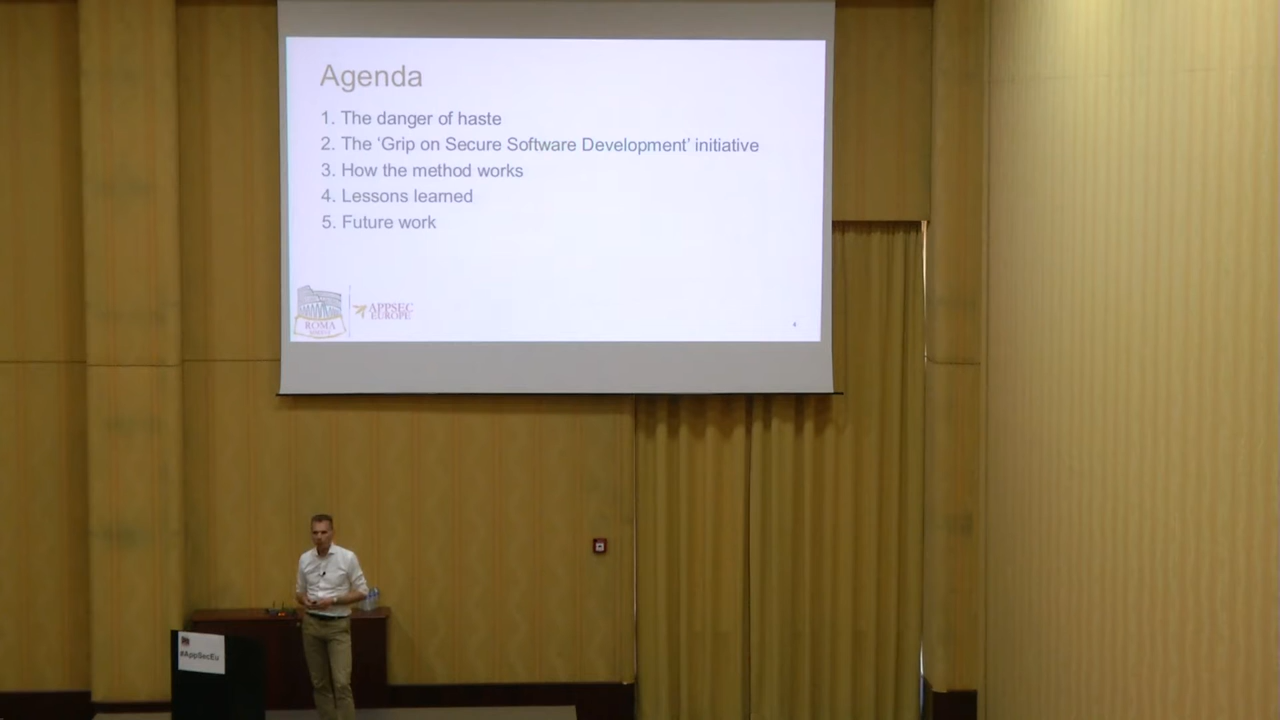 Agenda
1. The danger of haste
2. The ‘Grip on Secure Software Development’ initiative
3. How the method works
4. Lessons learned
5. Future work
ROMA
APPSEC
EUROPE
4
#AppSecEu